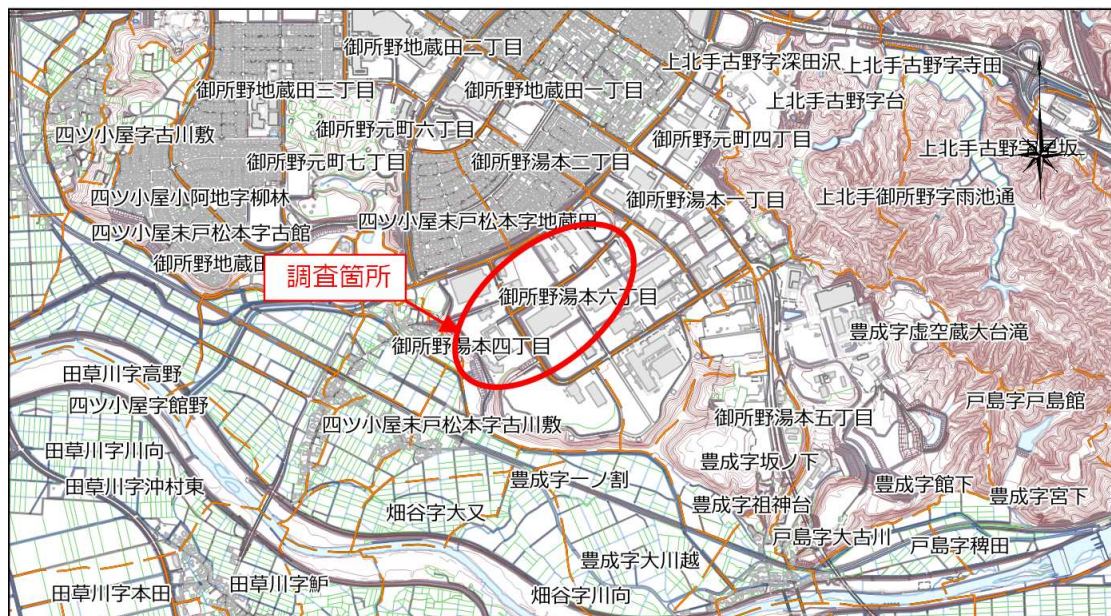 御所野地蔵田二丁目
上北手古野字深田沢
上北手古野字寺田
御所野地蔵田三丁目
御所野地蔵田一丁目
上北手古野字台
四ツ小屋字古川敷
御所野元町六丁目
御所野元町四丁目
御所野元町七丁目
御所野湯本二丁目
四ツ小屋小阿地字柳林
御所野湯本一丁目
上北手御所野字雨池通
四ツ小屋末戸松本字地蔵田
四ツ小屋末戸松本字古館
御所野地蔵田
調査箇所
御所野湯本六丁目
御所野湯本四丁目
豊成字虚空蔵大台滝
田草川字高野
四ツ小屋字館野
戸島字戸島館
四ツ小屋末戸松本字古川敷
御所野湯本五丁目
田草川字川向
豊成字坂ノ下
豊成字一ノ割
田草川字沖村東
豊成字館下
豊成字宮下
畑谷字大又
豊成字祖神台
戸島字大古川
戸島字稗田
豊成字大川越
田草川字本田
田草川字鮖
畑谷字川向